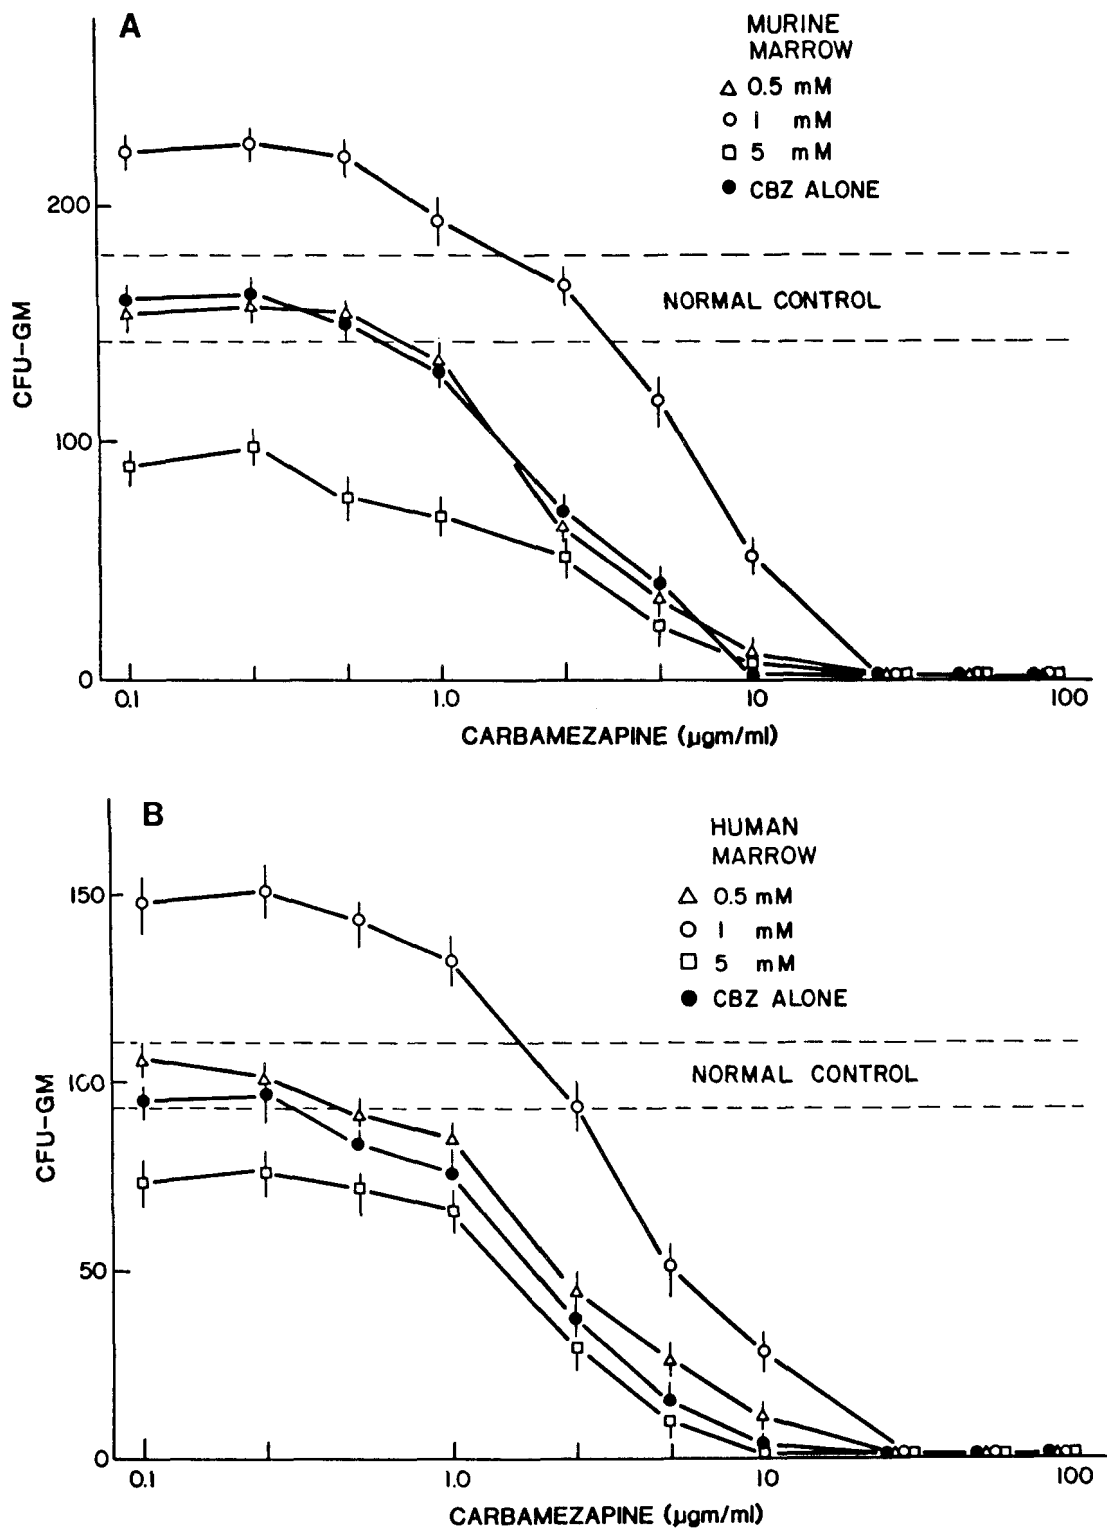 A
MURINE
MARROW
△ 0.5 mM
○ 1 mM
□ 5 mM
● CBZ ALONE
200
NORMAL CONTROL
CFU-GM
100
0
0.1
1.0
10
100
CARBAMEZAPINE (µgm/ml)
B
HUMAN
MARROW
△ 0.5 mM
○ 1 mM
□ 5 mM
● CBZ ALONE
150
NORMAL CONTROL
100
CFU-GM
50
0
0.1
1.0
10
100
CARBAMEZAPINE (µgm/ml)